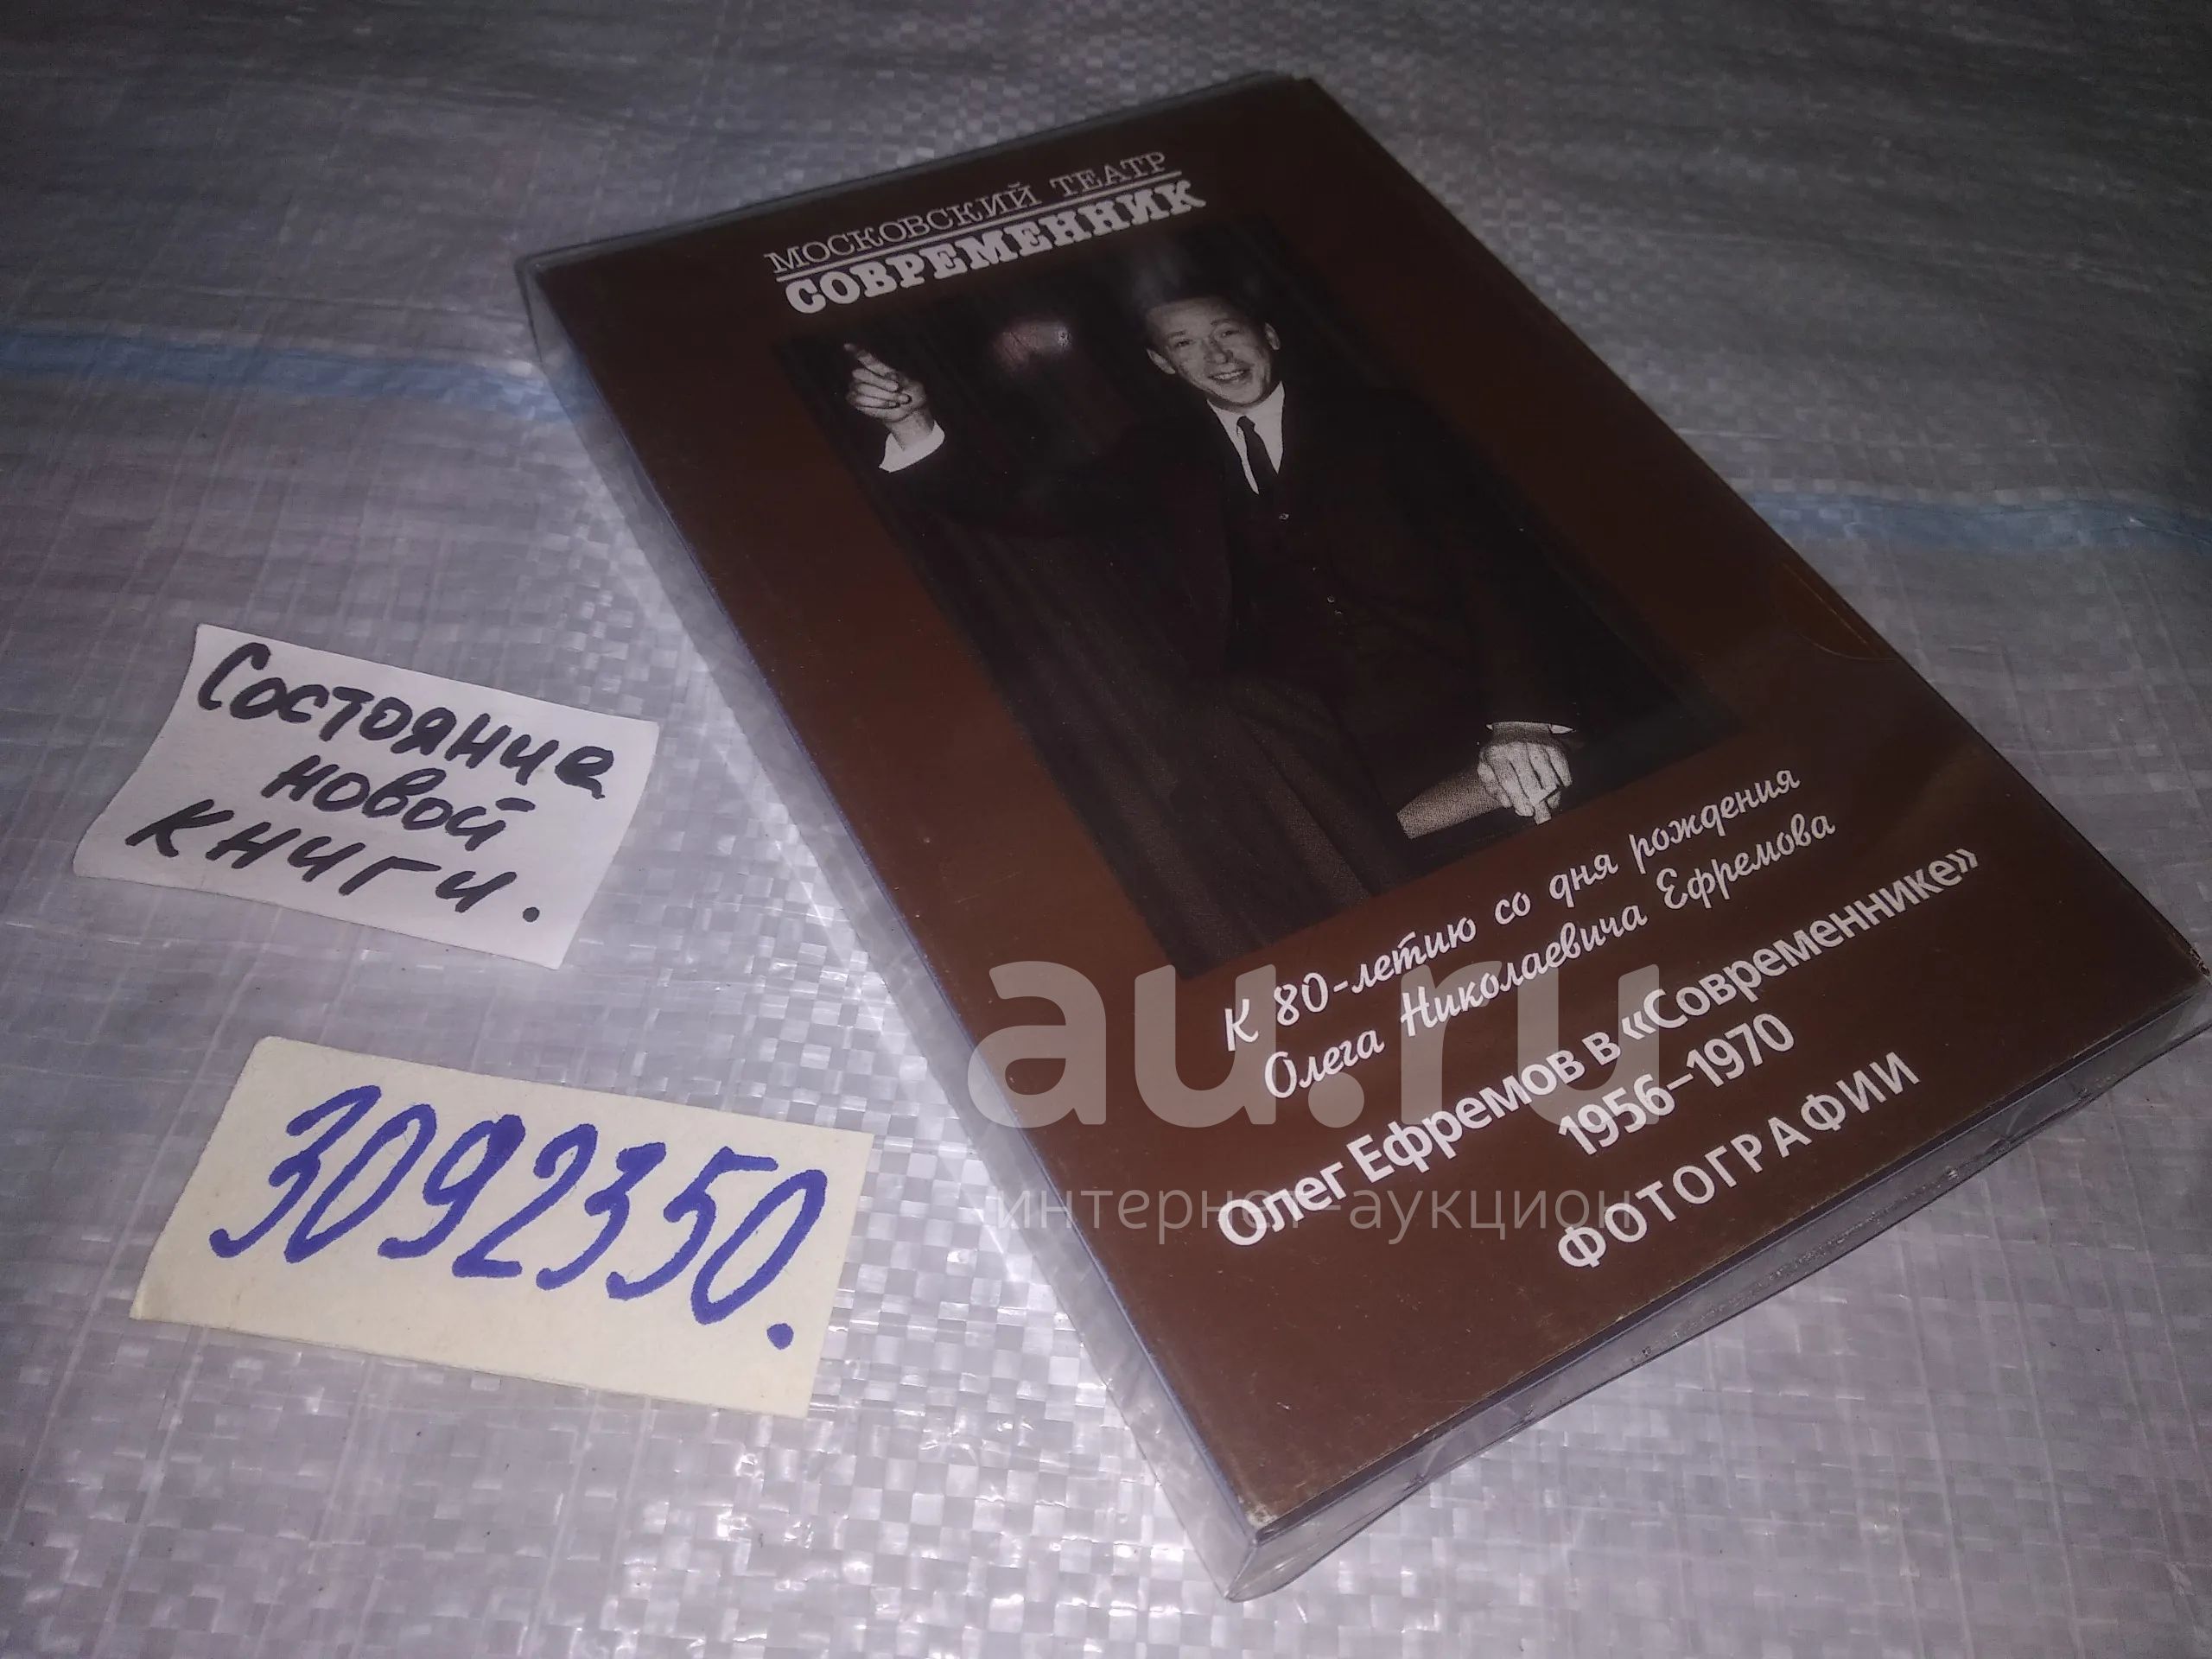 МОСКОВСКИЙ ТЕАТР
СОВРЕМЕННИК
К 80-летию со дня рождения
Олега Николаевича Ефремова
Олег Ефремов в «Современнике»
1956–1970
ФОТОГРАФИИ
Состояние
новой
книги.
3092350.
au.ru
интернет-аукцион